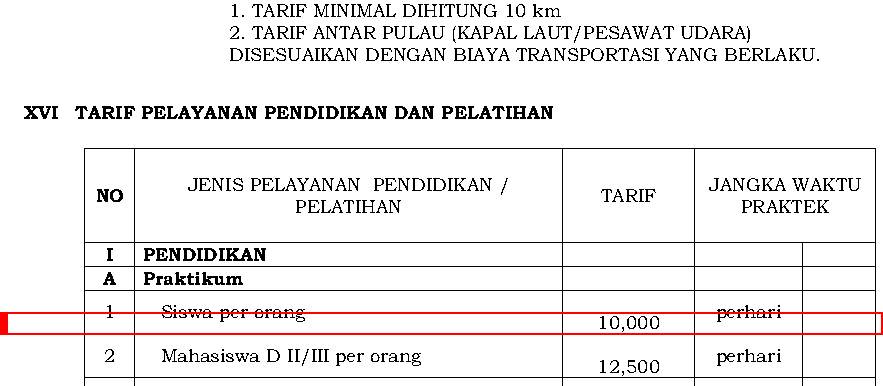 1. TARIF MINIMAL DIHITUNG 10 km
2. TARIF ANTAR PULAU (KAPAL LAUT/PESAWAT UDARA)
DISESUAIKAN DENGAN BIAYA TRANSPORTASI YANG BERLAKU.
XVI TARIF PELAYANAN PENDIDIKAN DAN PELATIHAN
NO JENIS PELAYANAN PENDIDIKAN / PELATIHAN TARIF JANGKA WAKTU PRAKTEK
I PENDIDIKAN
A Praktikum
1 Siswa per orang 10,000 perhari
2 Mahasiswa D II/III per orang 12,500 perhari